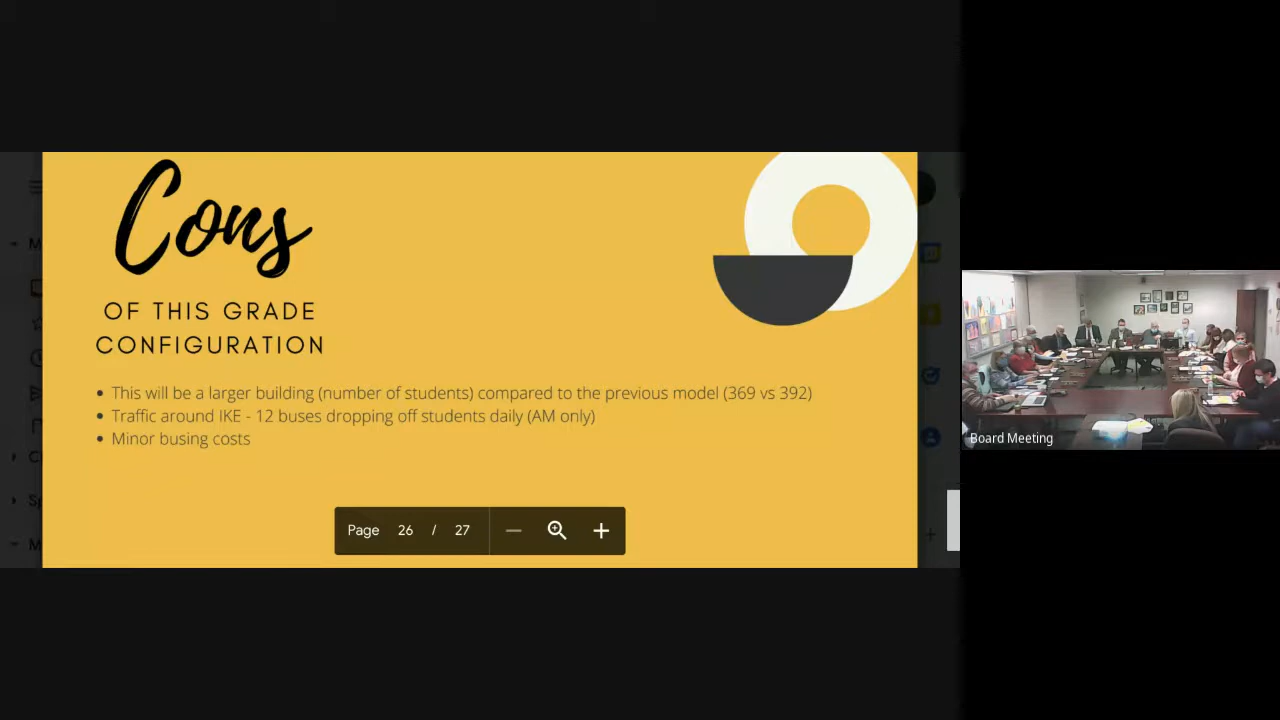 Cons
OF THIS GRADE
CONFIGURATION
• This will be a larger building (number of students) compared to the previous model (369 vs 392)
• Traffic around IKE - 12 buses dropping off students daily (AM only)
• Minor busing costs
Page 26 / 27
Board Meeting